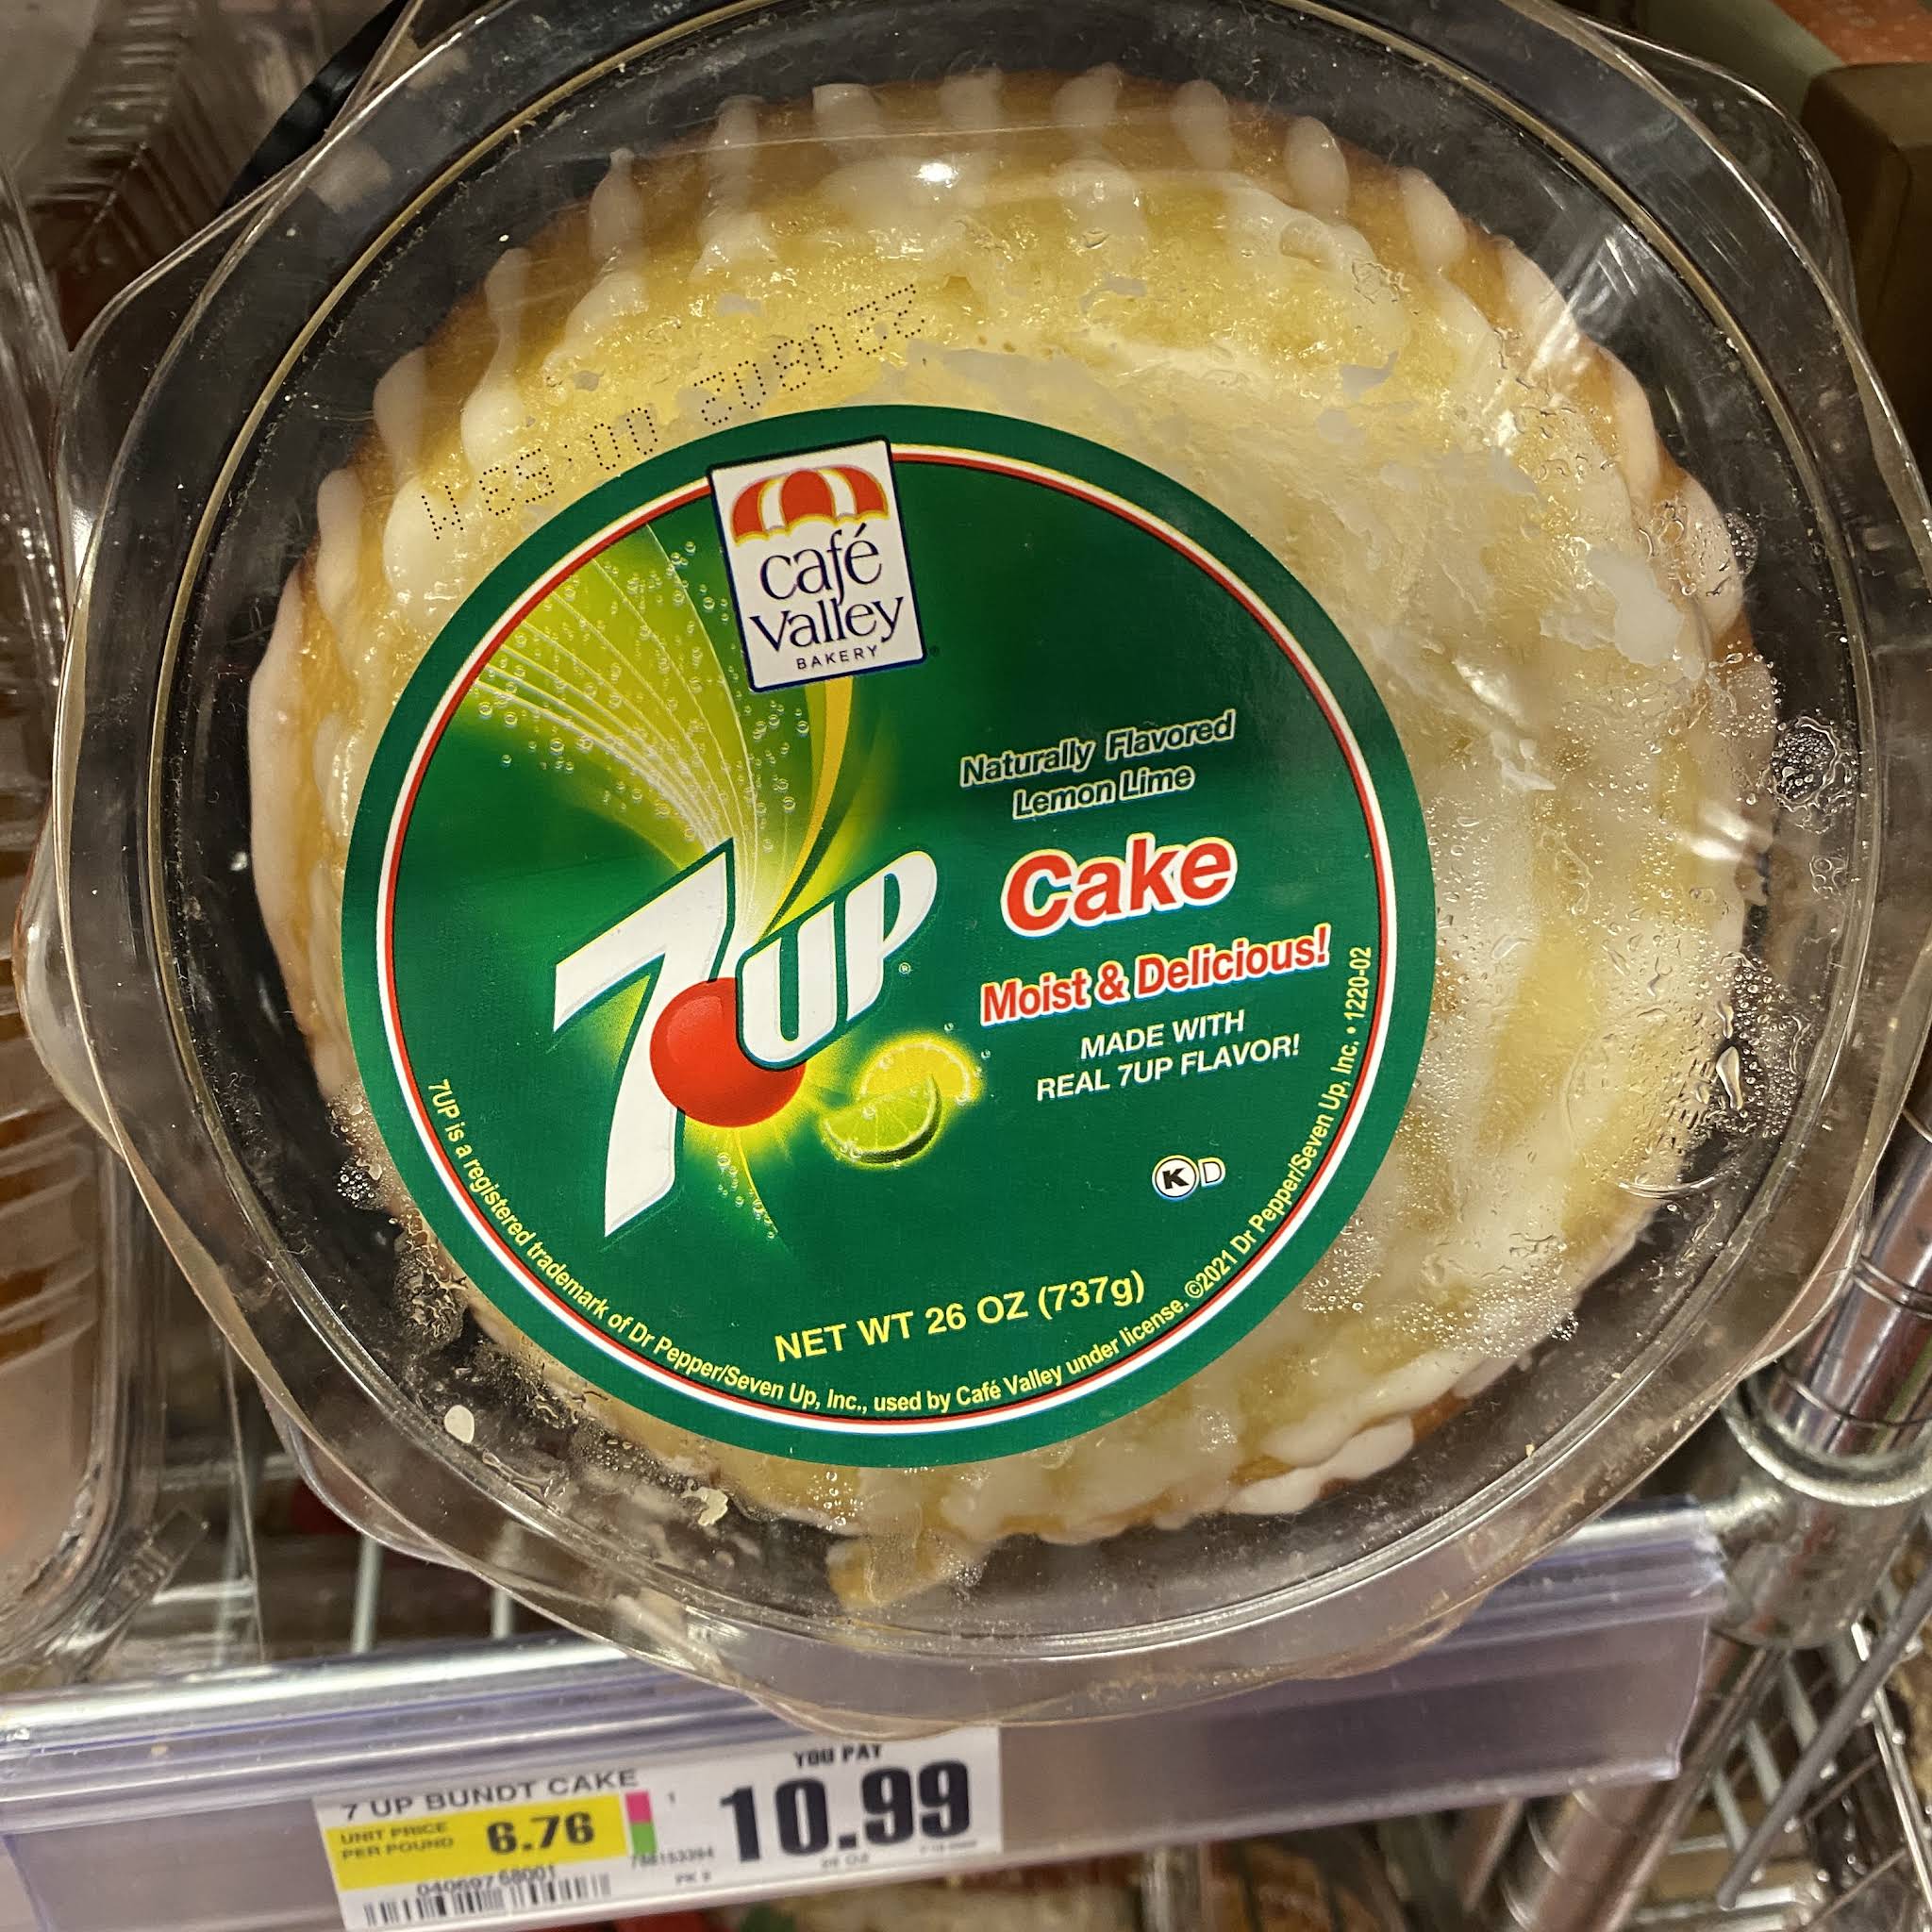 café
Valley
BAKERY
Naturally Flavored
Lemon Lime
7UP
Cake
Moist & Delicious!
MADE WITH
REAL 7UP FLAVOR!
K D
NET WT 26 OZ (737g)
7UP is a registered trademark of Dr Pepper/Seven Up, Inc., used by Café Valley under license. ©2021 Dr Pepper/Seven Up, Inc. • 1220-02
7 UP BUNDT CAKE
UNIT PRICE
PER POUND
6.76
YOU PAY
10.99
26 OZ